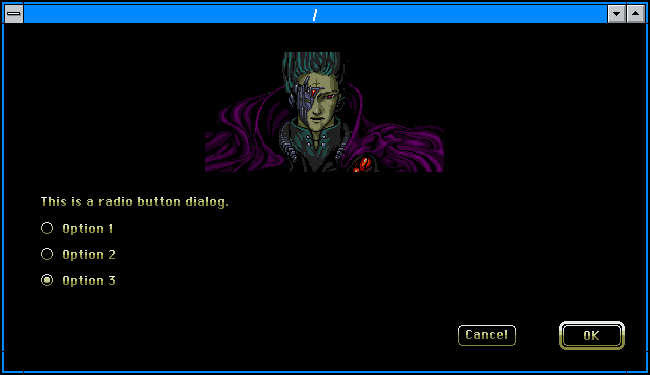 /
This is a radio button dialog.
Option 1
Option 2
Option 3
Cancel
OK